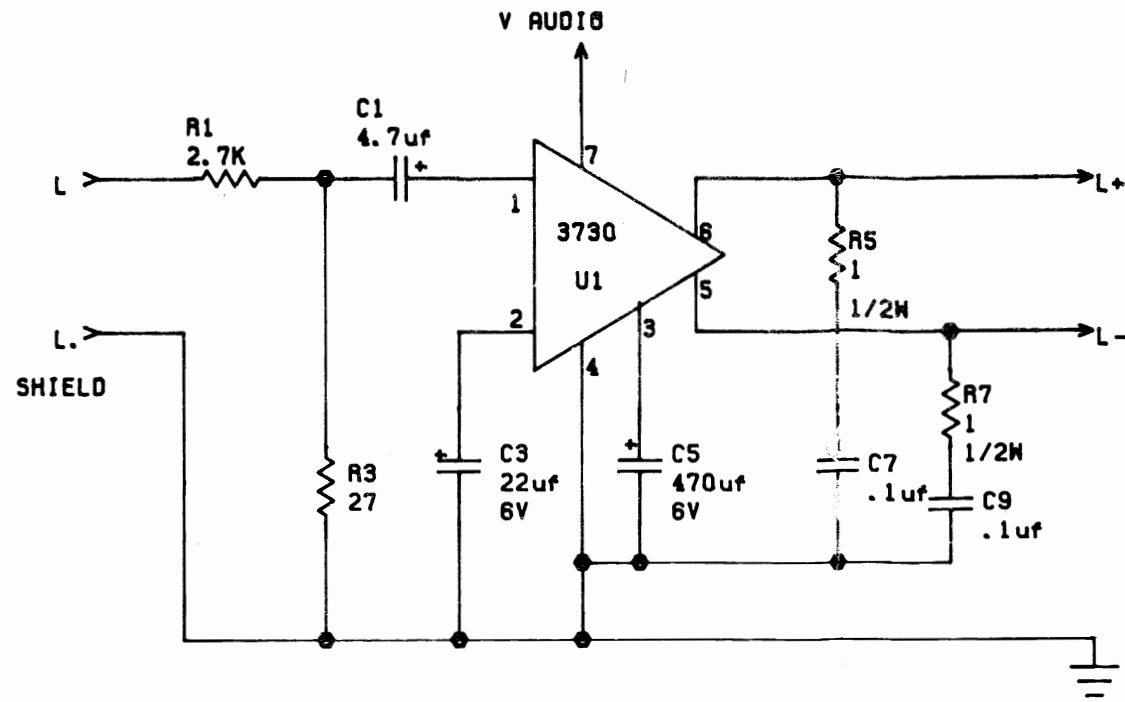 V AUDIO
C1
4.7uf
+
R1
2.7K
L
7
1
3730
U1
6
5
L+
R5
1
1/2W
2
3
4
L.
SHIELD
L-
R7
1
1/2W
+
C3
22uf
6V
+
C5
470uf
6V
R3
27
C7
.1uf
C9
.1uf